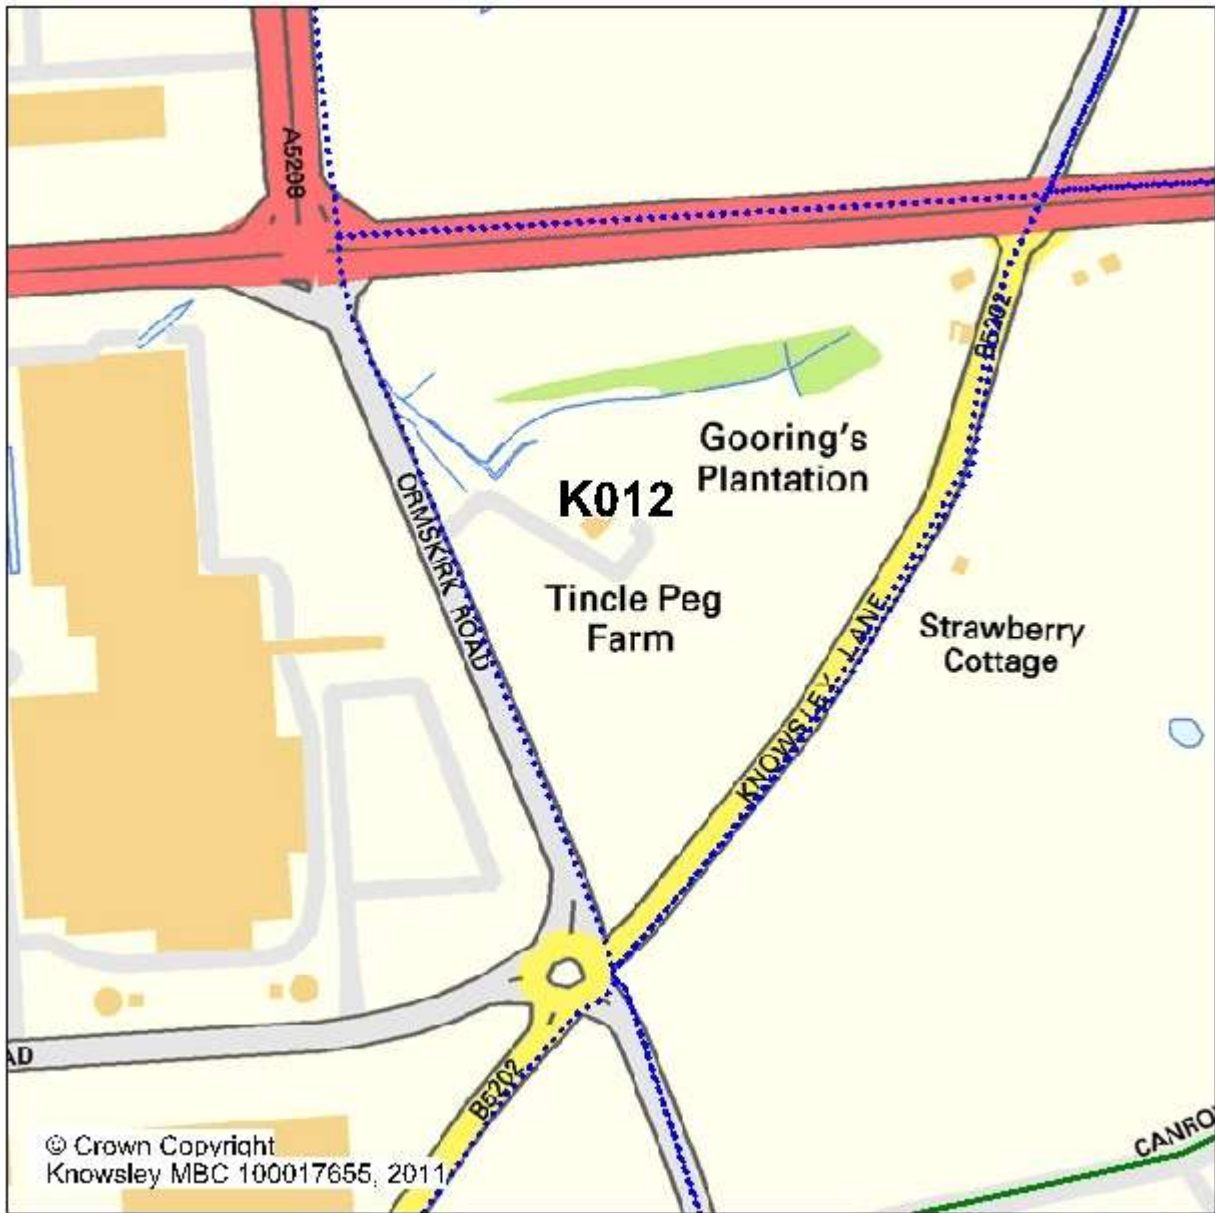 A5208
B5202
Gooring's
Plantation
K012
ORMSKIRK ROAD
Tincle Peg
Farm
KNOWSLEY LANE
Strawberry
Cottage
AD
B5202
© Crown Copyright
Knowsley MBC 100017655, 2011
CANRO